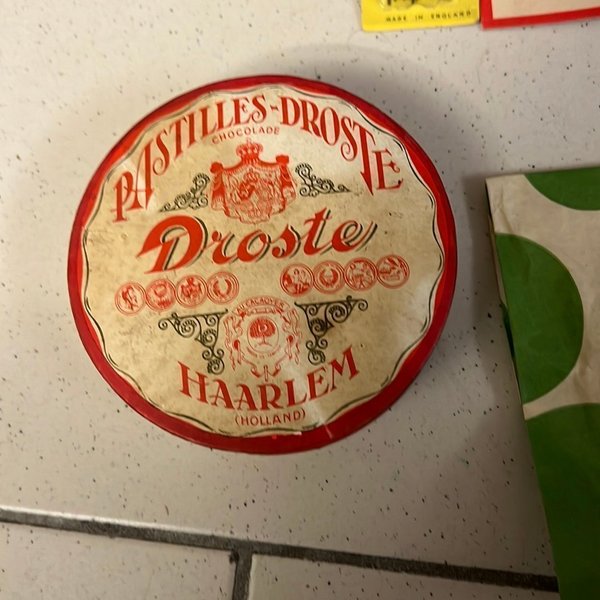 MADE IN ENGLAND
PASTILLES-DROSTE
CHOCOLADE
Droste
HAARLEM
(HOLLAND)